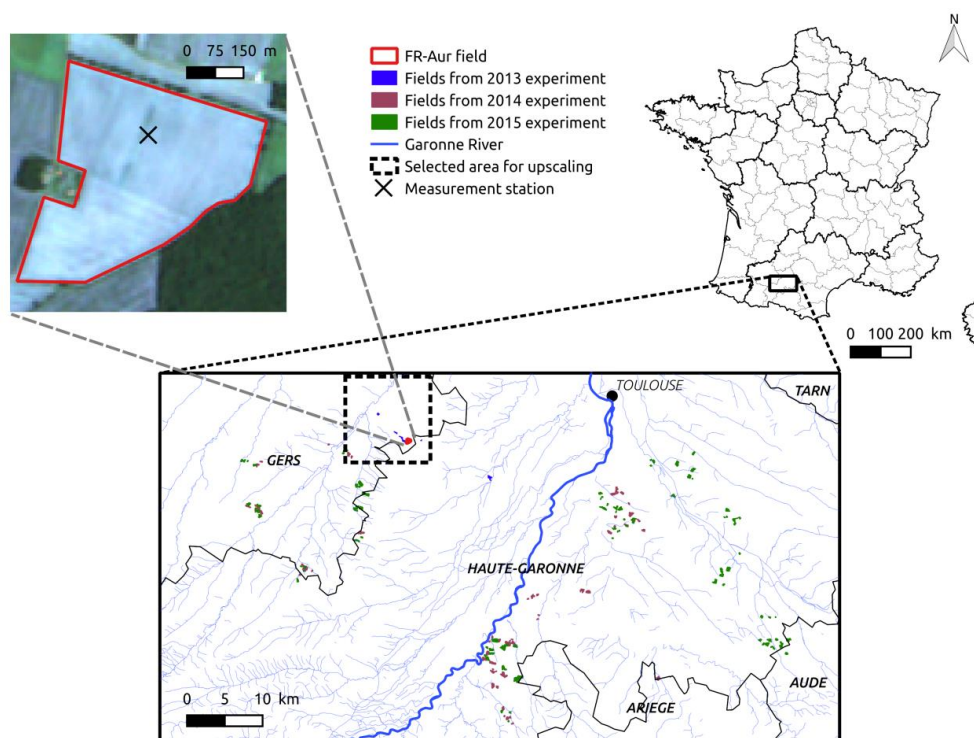 0 75 150 m
FR-Aur field
Fields from 2013 experiment
Fields from 2014 experiment
Fields from 2015 experiment
Garonne River
Selected area for upscaling
Measurement station
N
0 100 200 km
TOULOUSE
TARN
GERS
HAUTE-GARONNE
AUDE
ARIEGE
0 5 10 km